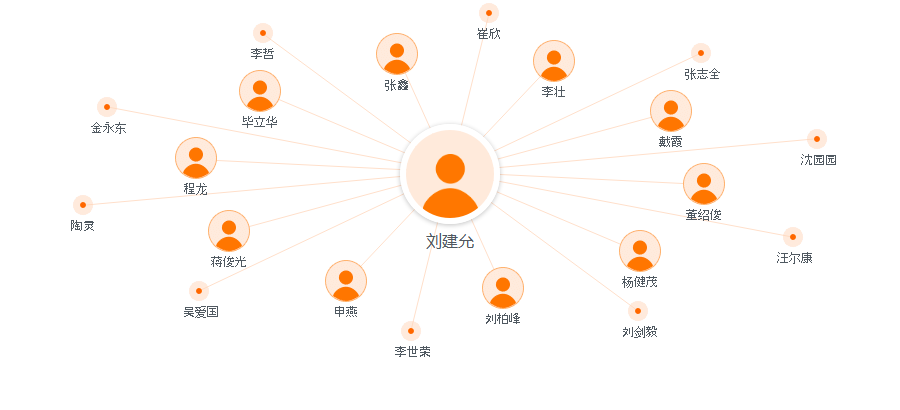 崔欣
李哲
张志全
张鑫
李壮
毕立华
金永东
戴霞
沈园园
程龙
董绍俊
陶灵
刘建允
蒋俊光
汪尔康
杨健茂
吴爱国
申燕
刘柏峰
刘剑毅
李世荣